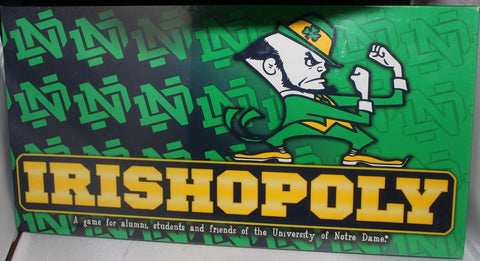 IRISHOPOLY
A game for alumni, students and friends of the University of Notre Dame.®